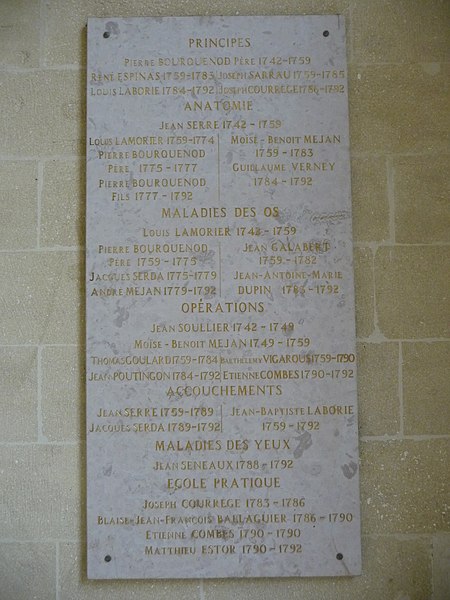 PRINCIPES
PIERRE BOURQUENOD PÈRE 1742-1759
RENÉ ESPINAS 1759-1783 JOSEPH SARRAU 1759-1785
LOUIS LABORIE 1784-1792 JOSEPH COURREGE 1786-1792
ANATOMIE
JEAN SERRE 1742 - 1759
LOUIS LAMORIER 1759-1774 MOÏSE-BENOIT MEJAN
PIERRE BOURQUENOD 1759-1783
PÈRE 1775-1777 GUILLAUME VERNEY
PIERRE BOURQUENOD 1784-1792
FILS 1777 - 1792
MALADIES DES OS
LOUIS LAMORIER 1742-1759
PIERRE BOURQUENOD JEAN GALABERT
PÈRE 1759-1775 1759-1782
JACQUES SERDA 1775-1779 JEAN-ANTOINE-MARIE
ANDRÉ MEJAN 1779-1792 DUPIN 1783-1792
OPÉRATIONS
JEAN SOULLIER 1742-1749
MOÏSE-BENOIT MEJAN 1749-1759
THOMAS GOULARD 1759-1784 BARTHELEMY VIGAROUS 1759-1790
JEAN POUTINGON 1784-1792 ETIENNE COMBES 1790-1792
ACCOUCHEMENTS
JEAN SERRE 1759-1789 JEAN-BAPTISTE LABORIE
JACQUES SERDA 1789-1792 1759-1792
MALADIES DES YEUX
JEAN SENEAUX 1788-1792
ECOLE PRATIQUE
JOSEPH COURREGE 1783-1786
BLAISE-JEAN-FRANÇOIS BALLAGUIER 1786-1790
ETIENNE COMBES 1790-1790
MATTHIEU ESTOR 1790-1792